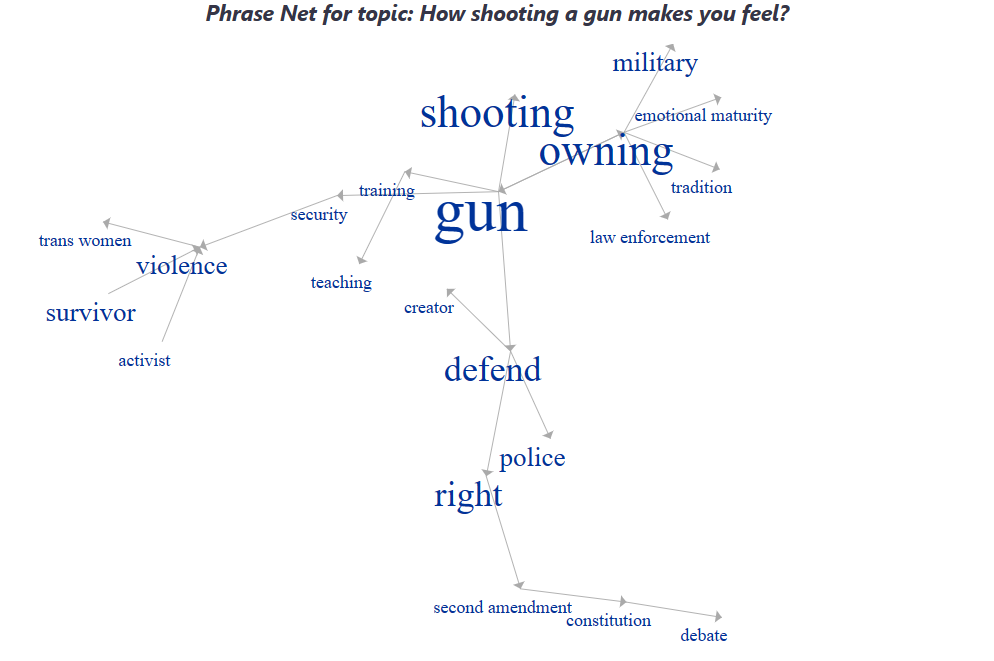 Phrase Net for topic: How shooting a gun makes you feel?
military
shooting
emotional maturity
owning
training
tradition
security
gun
trans women
law enforcement
violence
teaching
creator
survivor
activist
defend
police
right
second amendment
constitution
debate